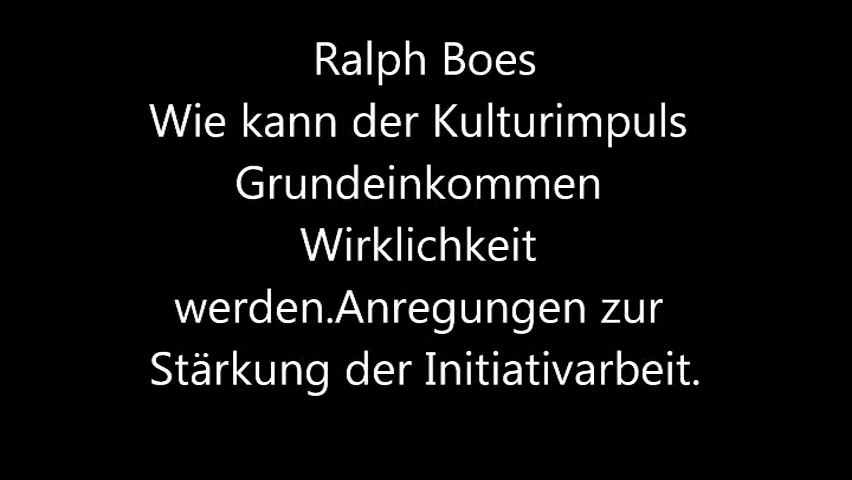 Ralph Boes
Wie kann der Kulturimpuls
Grundeinkommen
Wirklichkeit
werden.Anregungen zur
Stärkung der Initiativarbeit.